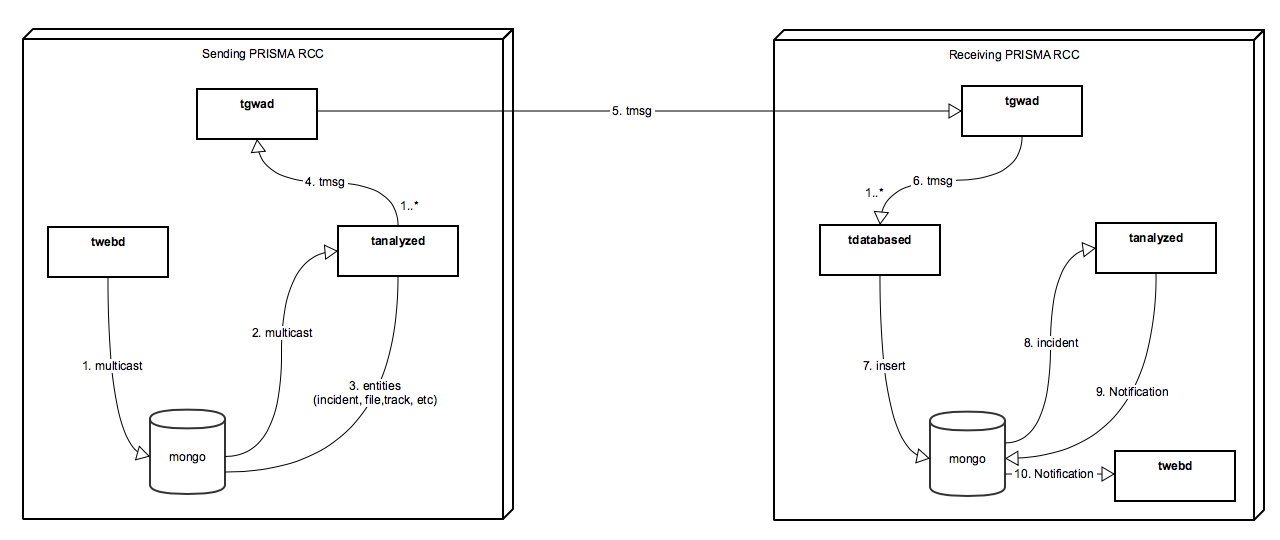 Sending PRISMA RCC
tgwad
4. tmsg
1..*
twebd
tanalyzed
2. multicast
1. multicast
3. entities
(incident, file,track, etc)
mongo
5. tmsg
Receiving PRISMA RCC
tgwad
6. tmsg
1..*
tdatabased
tanalyzed
8. incident
7. insert
9. Notification
mongo
10. Notification
twebd